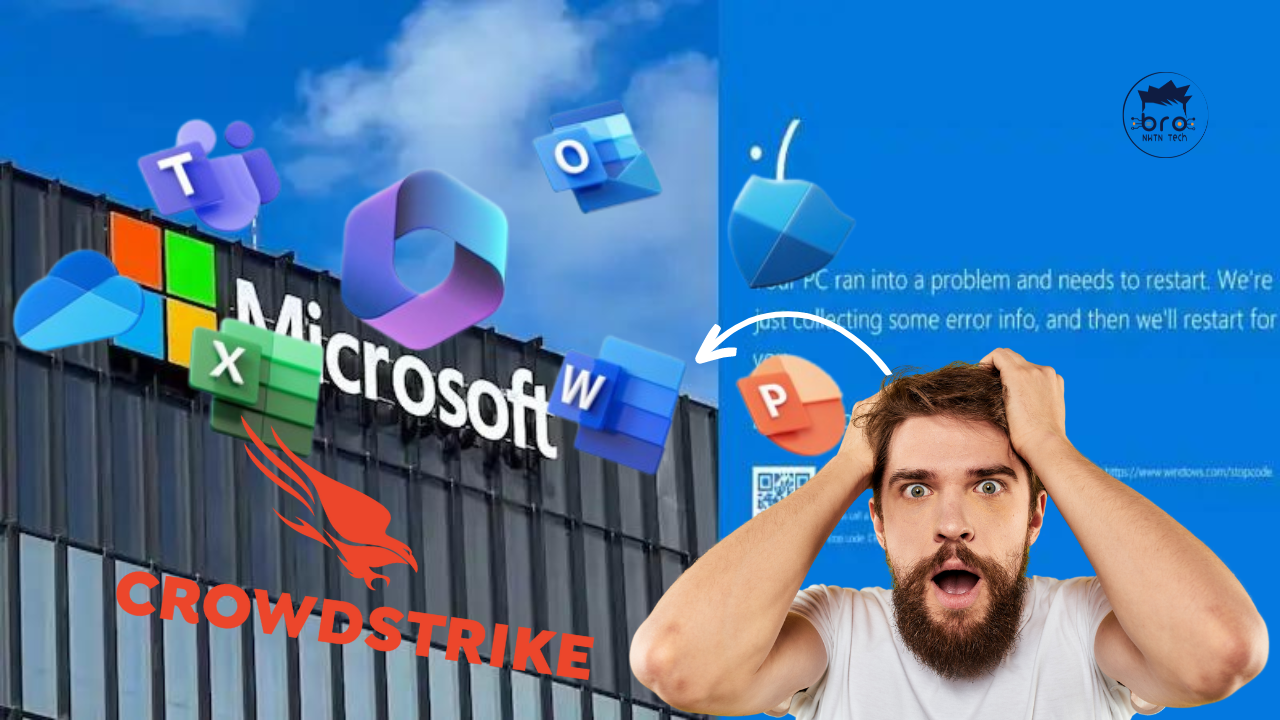 T
O
Microsoft
X
W
P
CROWDSTRIKE
bro
NHTN Tech
PC ran into a problem and needs to restart. We're
just collecting some error info, and then we'll restart for
https://www.windows.com/stopcode